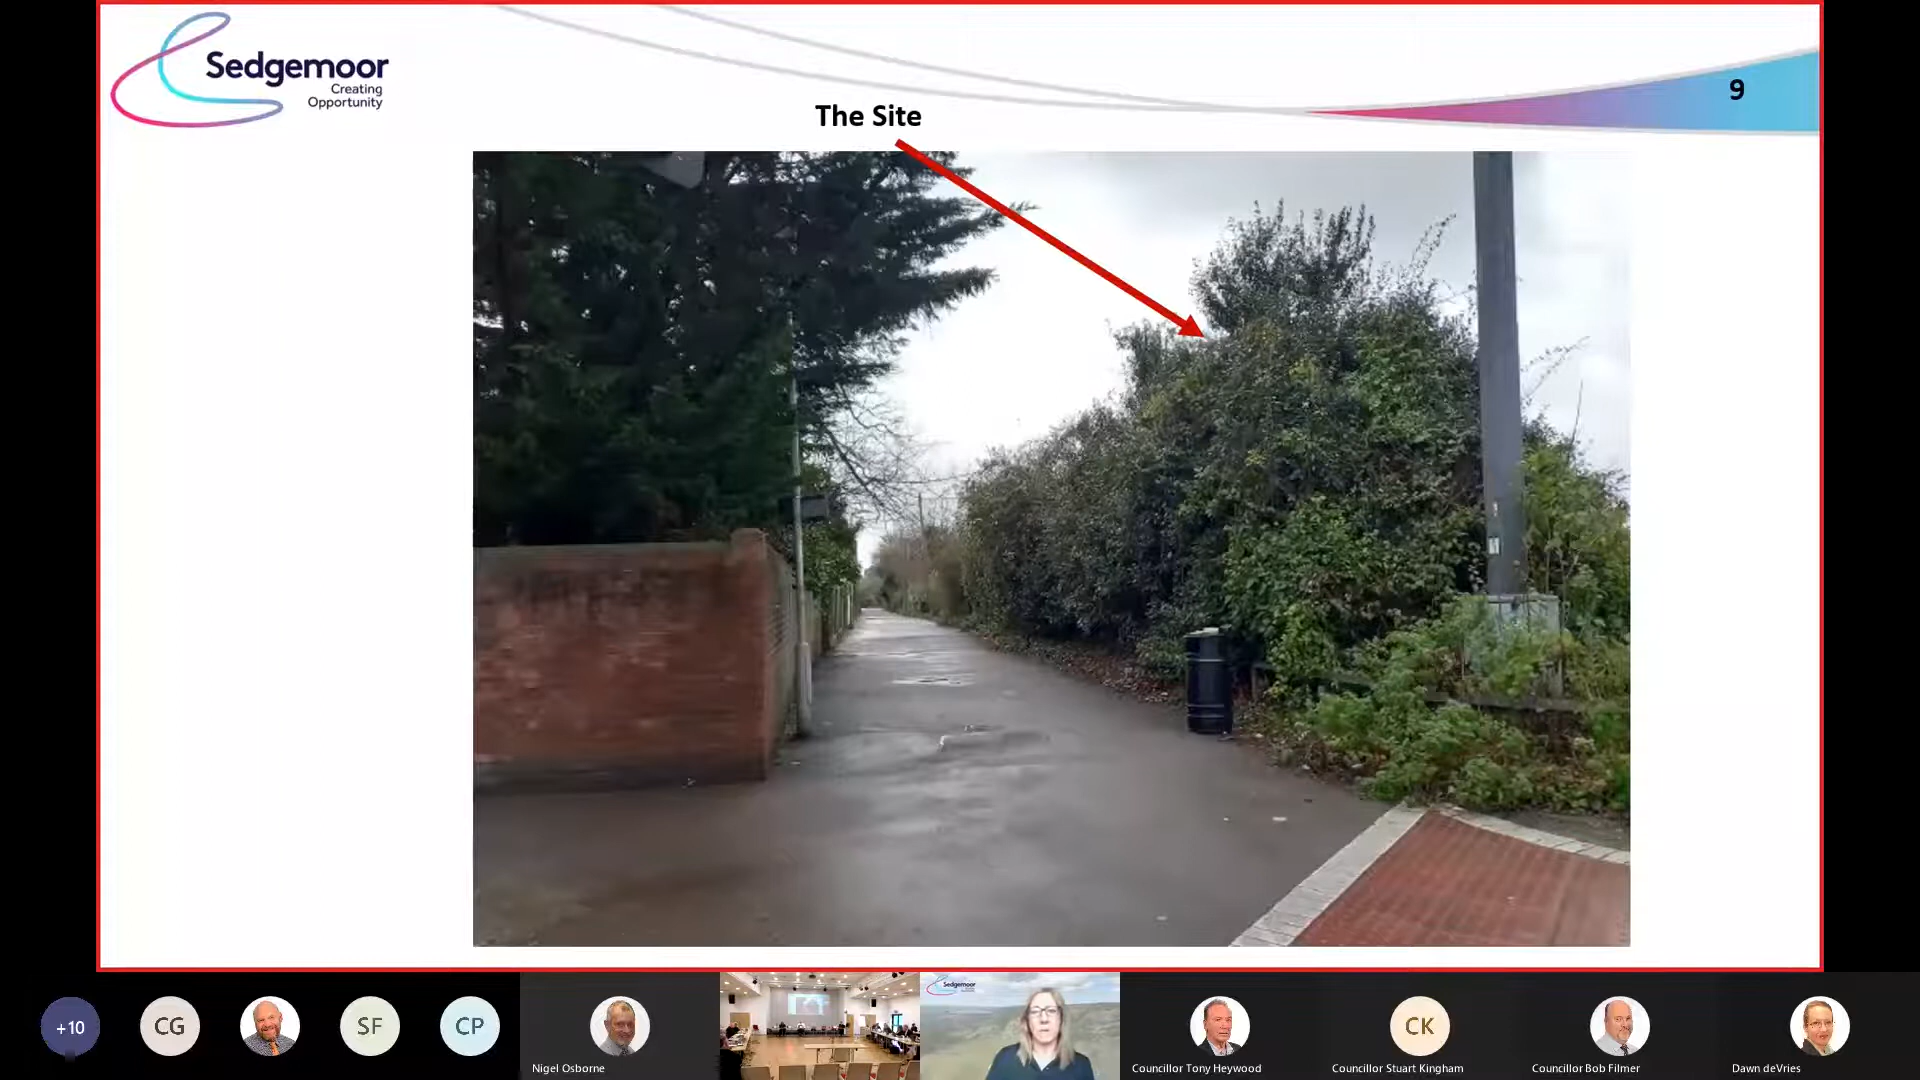 Sedgemoor
Creating
Opportunity
9
The Site
+10
CG
SF
CP
Nigel Osborne
Sedgemoor
Councillor Tony Heywood
CK
Councillor Stuart Kingham
Councillor Bob Filmer
Dawn deVries